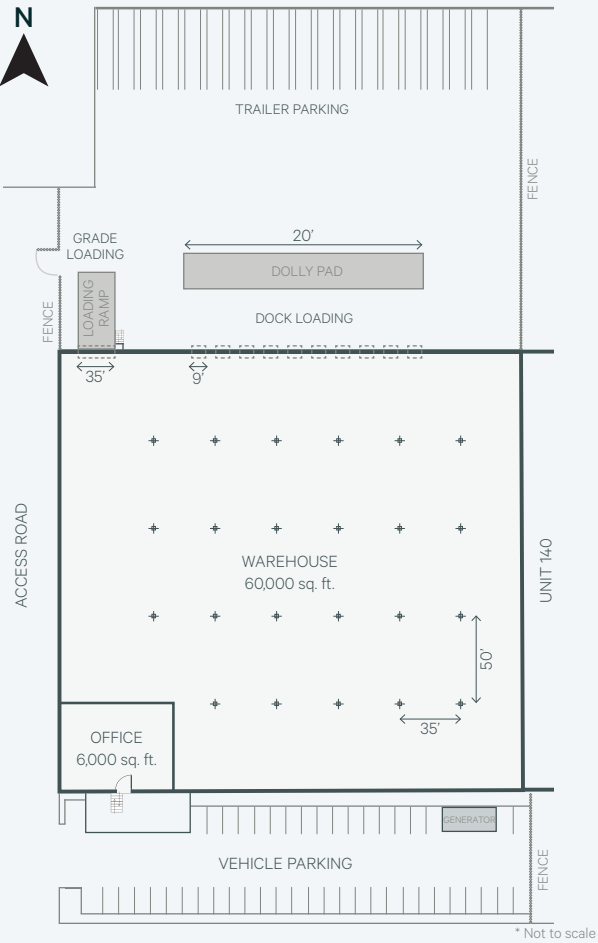 N
TRAILER PARKING
FENCE
GRADE
LOADING
20'
DOLLY PAD
LOADING
RAMP
FENCE
DOCK LOADING
35'
9'
ACCESS ROAD
WAREHOUSE
60,000 sq. ft.
UNIT 140
50'
35'
OFFICE
6,000 sq. ft.
GENERATOR
VEHICLE PARKING
FENCE
* Not to scale